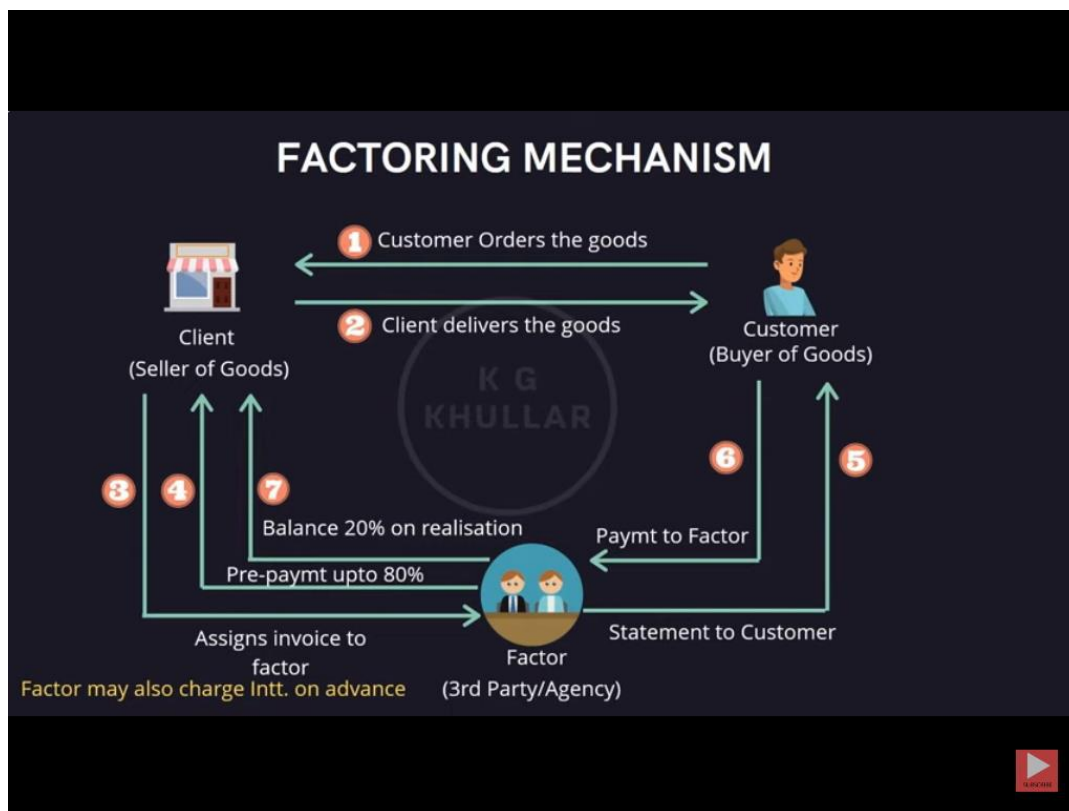 FACTORING MECHANISM
1 Customer Orders the goods
2 Client delivers the goods
Client
(Seller of Goods)
Customer
(Buyer of Goods)
K G
KHULLAR
3
4
7
6
5
Balance 20% on realisation
Paymt to Factor
Pre-paymt upto 80%
Assigns invoice to
factor
Statement to Customer
Factor
(3rd Party/Agency)
Factor may also charge Intt. on advance
SUBSCRIBE